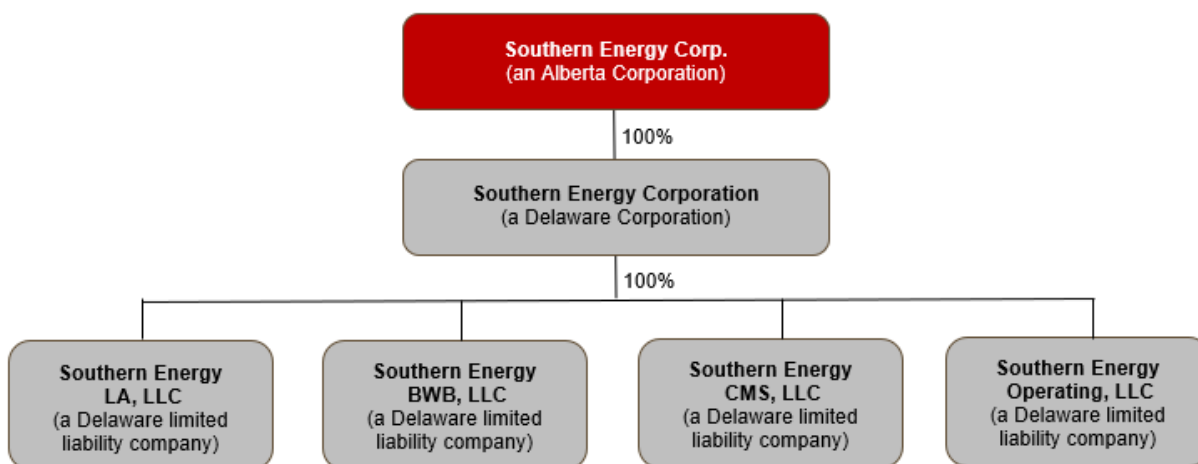 Southern Energy Corp.
(an Alberta Corporation)
100%
Southern Energy Corporation
(a Delaware Corporation)
100%
Southern Energy
LA, LLC
(a Delaware limited
liability company)
Southern Energy
BWB, LLC
(a Delaware limited
liability company)
Southern Energy
CMS, LLC
(a Delaware limited
liability company)
Southern Energy
Operating, LLC
(a Delaware limited
liability company)